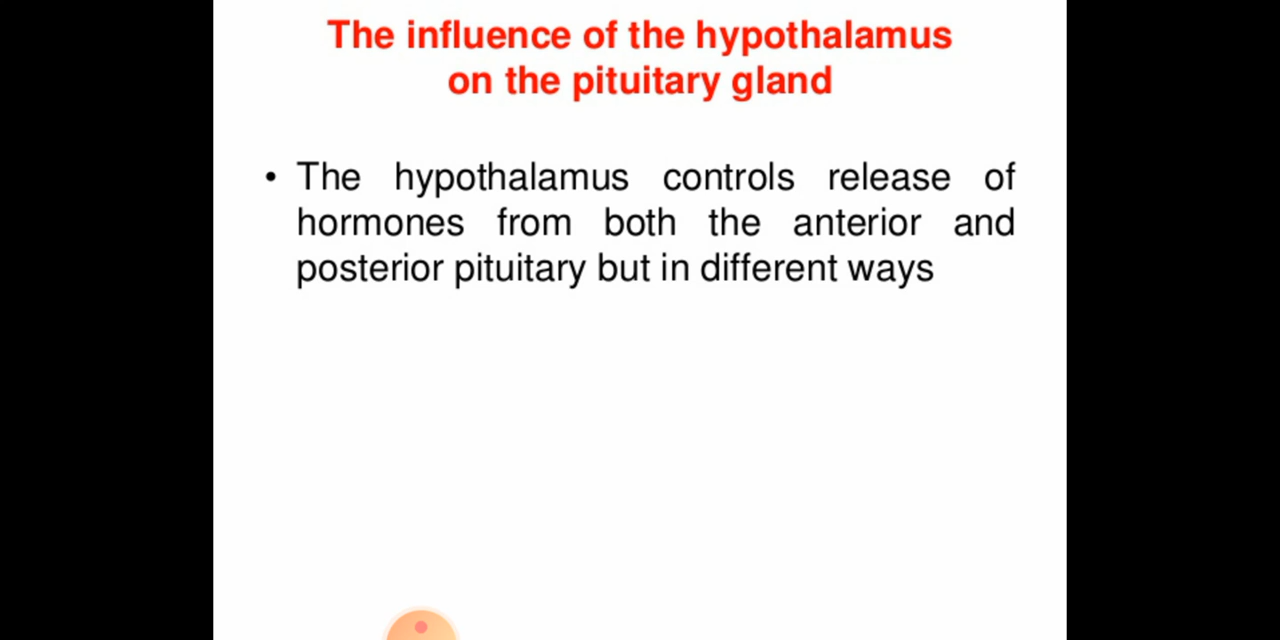 The influence of the hypothalamus
on the pituitary gland
• The hypothalamus controls release of
hormones from both the anterior and
posterior pituitary but in different ways